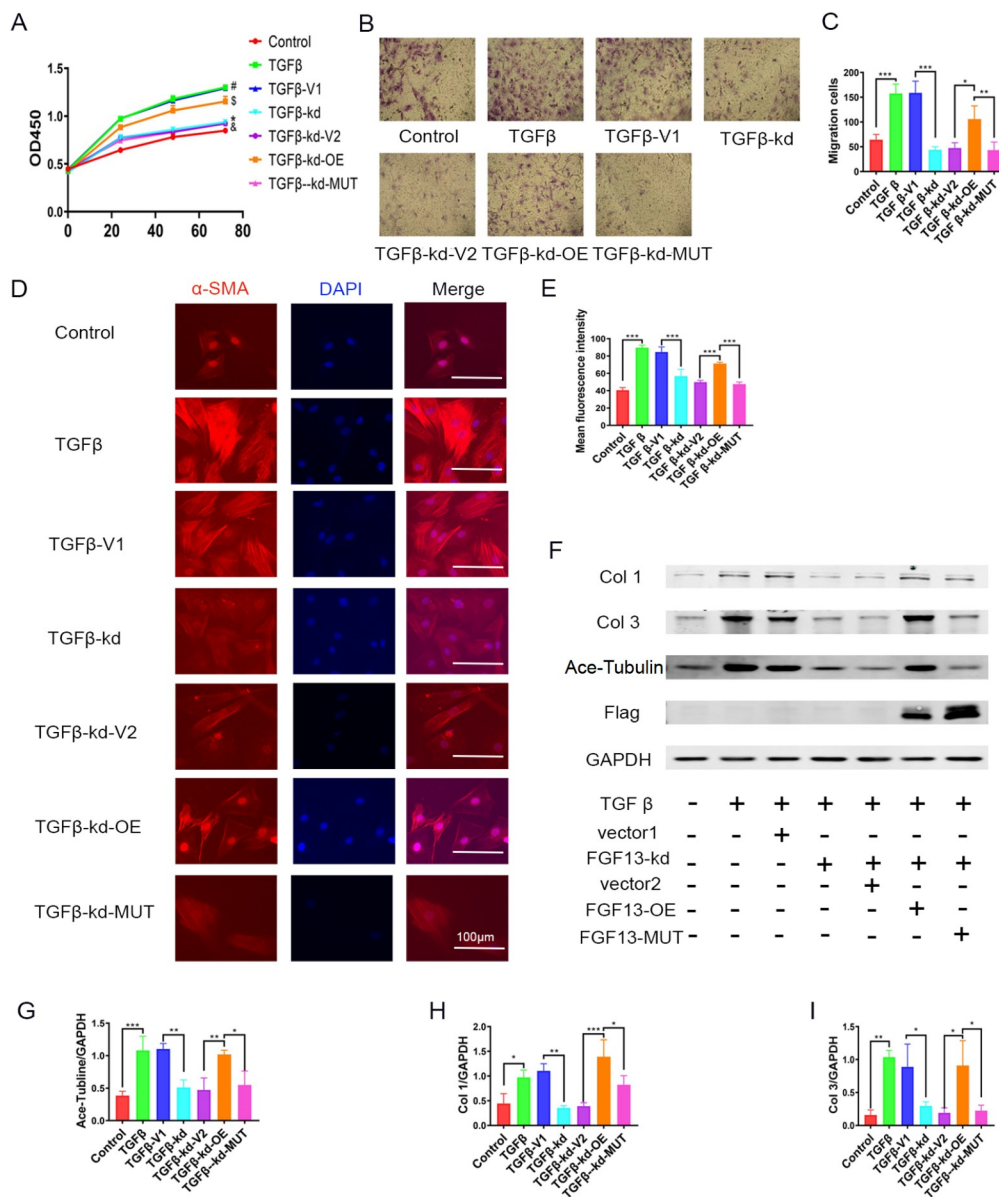 A
OD450
1.5
1.0
0.5
0.0
0 20 40 60 80
#
$
*
&
Control
TGFβ
TGFβ-V1
TGFβ-kd
TGFβ-kd-V2
TGFβ-kd-OE
TGFβ--kd-MUT
B
Control TGFβ TGFβ-V1 TGFβ-kd
TGFβ-kd-V2 TGFβ-kd-OE TGFβ-kd-MUT
C
Migration cells
200
150
100
50
0
*** *** * **
Control
TGF β
TGF β-V1
TGF β-kd
TGF β-kd-V2
TGF β-kd-OE
TGF β-kd-MUT
D
α-SMA DAPI Merge
Control
TGFβ
TGFβ-V1
TGFβ-kd
TGFβ-kd-V2
TGFβ-kd-OE
TGFβ-kd-MUT
100μm
E
Mean fluorescence intensity
100
80
60
40
20
0
*** *** *** ***
Control
TGF β
TGF β-V1
TGF β-kd
TGF β-kd-V2
TGF β-kd-OE
TGF β-kd-MUT
F
Col 1
Col 3
Ace-Tubulin
Flag
GAPDH
TGF β - + + + + + +
vector1 - - + - - - -
FGF13-kd - - - + + + +
vector2 - - - - + - -
FGF13-OE - - - - - + -
FGF13-MUT - - - - - - +
G
Ace-Tubline/GAPDH
1.5
1.0
0.5
0.0
*** ** ** *
Control
TGFβ
TGFβ-V1
TGFβ-kd
TGFβ-kd-V2
TGFβ-kd-OE
TGFβ--kd-MUT
H
Col 1/GAPDH
2.0
1.5
1.0
0.5
0.0
* ** *** *
Control
TGFβ
TGFβ-V1
TGFβ-kd
TGFβ-kd-V2
TGFβ-kd-OE
TGFβ--kd-MUT
I
Col 3/GAPDH
1.5
1.0
0.5
0.0
** * * *
Control
TGFβ
TGFβ-V1
TGFβ-kd
TGFβ-kd-V2
TGFβ-kd-OE
TGFβ--kd-MUT